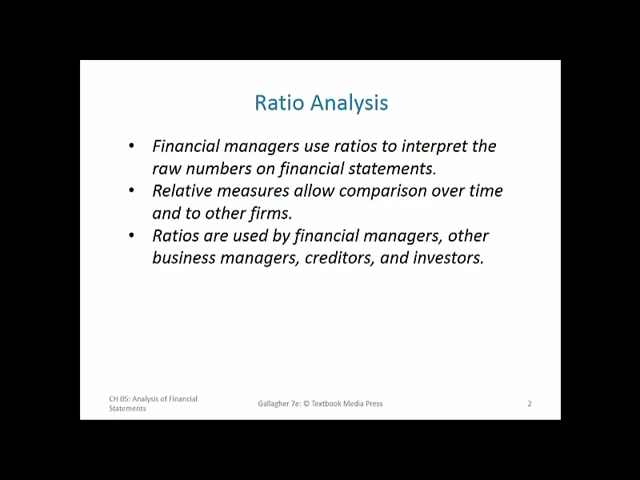 Ratio Analysis
• Financial managers use ratios to interpret the
raw numbers on financial statements.
• Relative measures allow comparison over time
and to other firms.
• Ratios are used by financial managers, other
business managers, creditors, and investors.
CH 05: Analysis of Financial
Statements
Gallagher 7e: © Textbook Media Press
2